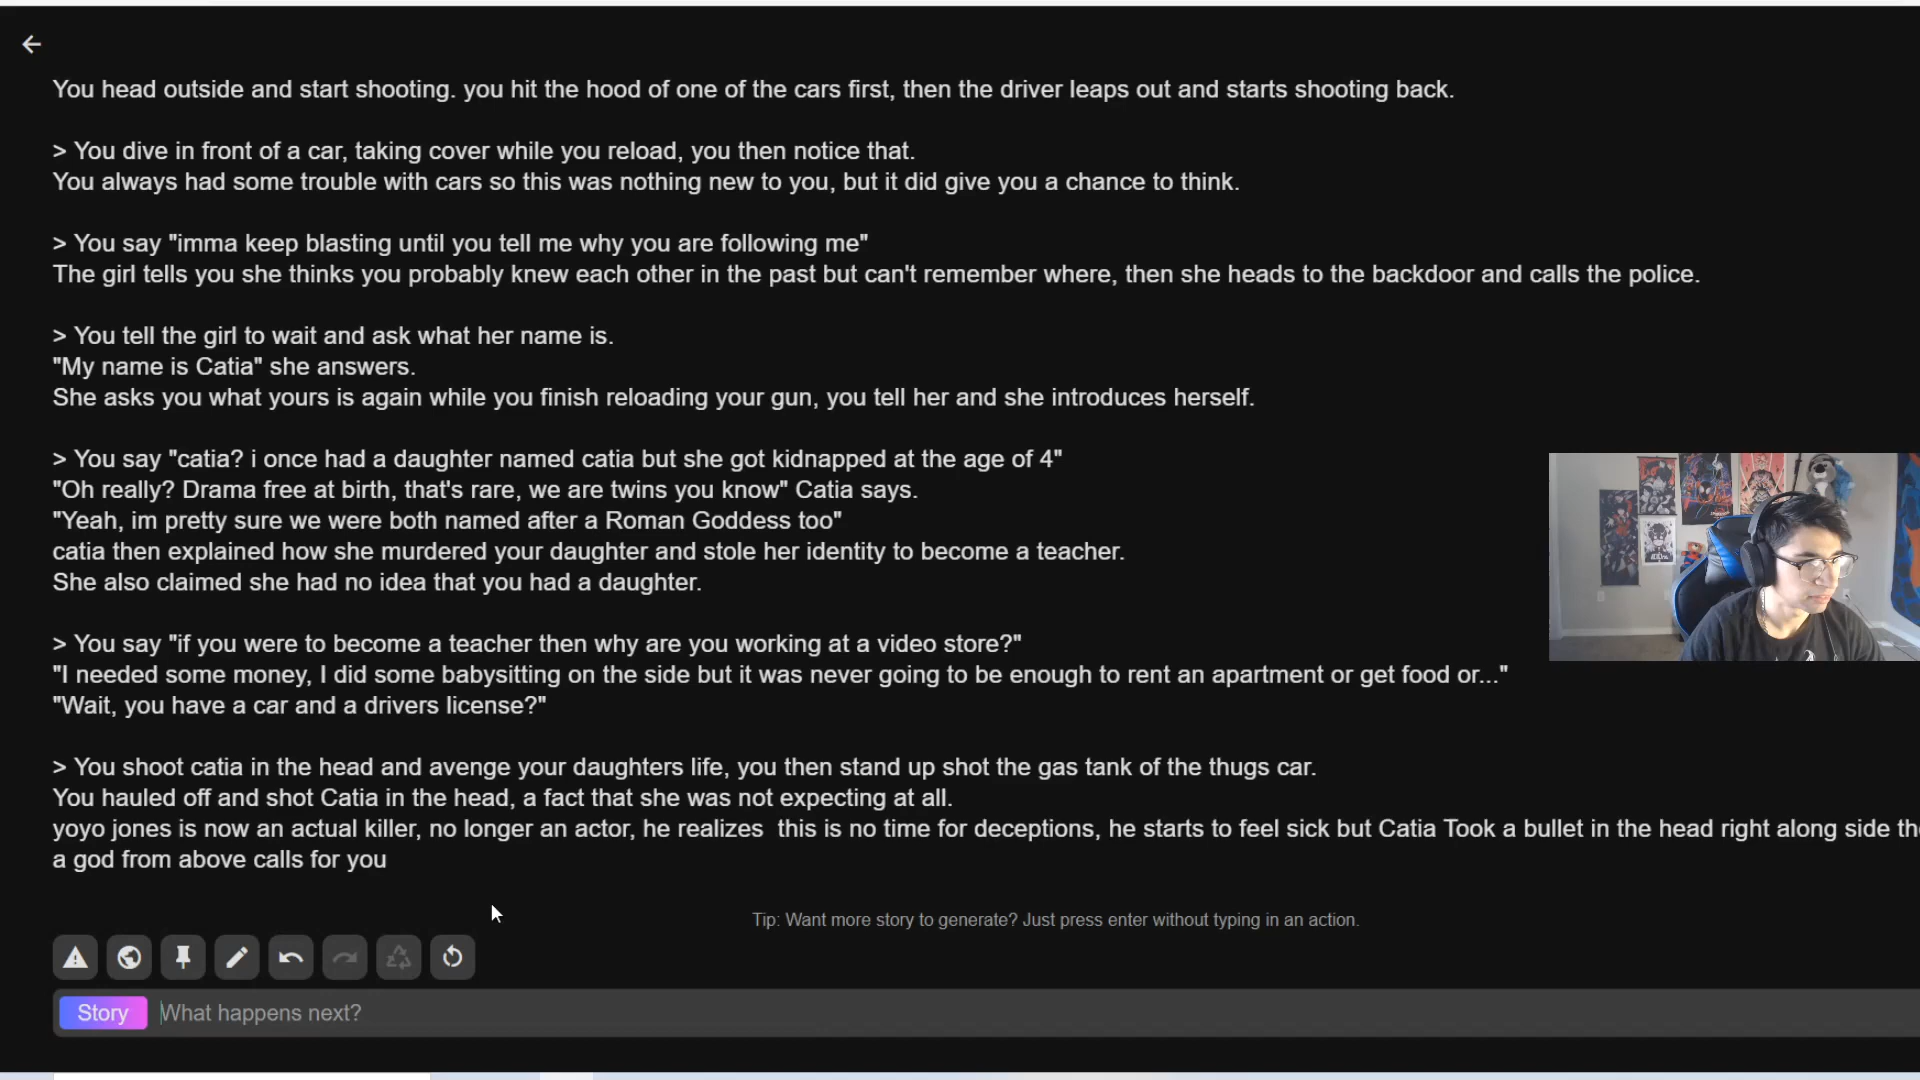 You head outside and start shooting. you hit the hood of one of the cars first, then the driver leaps out and starts shooting back.
> You dive in front of a car, taking cover while you reload, you then notice that.
You always had some trouble with cars so this was nothing new to you, but it did give you a chance to think.
> You say "imma keep blasting until you tell me why you are following me"
The girl tells you she thinks you probably knew each other in the past but can't remember where, then she heads to the backdoor and calls the police.
> You tell the girl to wait and ask what her name is.
"My name is Catia" she answers.
She asks you what yours is again while you finish reloading your gun, you tell her and she introduces herself.
> You say "catia? i once had a daughter named catia but she got kidnapped at the age of 4"
"Oh really? Drama free at birth, that's rare, we are twins you know" Catia says.
"Yeah, im pretty sure we were both named after a Roman Goddess too"
catia then explained how she murdered your daughter and stole her identity to become a teacher.
She also claimed she had no idea that you had a daughter.
> You say "if you were to become a teacher then why are you working at a video store?"
"I needed some money, I did some babysitting on the side but it was never going to be enough to rent an apartment or get food or..."
"Wait, you have a car and a drivers license?"
> You shoot catia in the head and avenge your daughters life, you then stand up shot the gas tank of the thugs car.
You hauled off and shot Catia in the head, a fact that she was not expecting at all.
yoyo jones is now an actual killer, no longer an actor, he realizes  this is no time for deceptions, he starts to feel sick but Catia Took a bullet in the head right along side
a god from above calls for you
Tip: Want more story to generate? Just press enter without typing in an action.
Story What happens next?